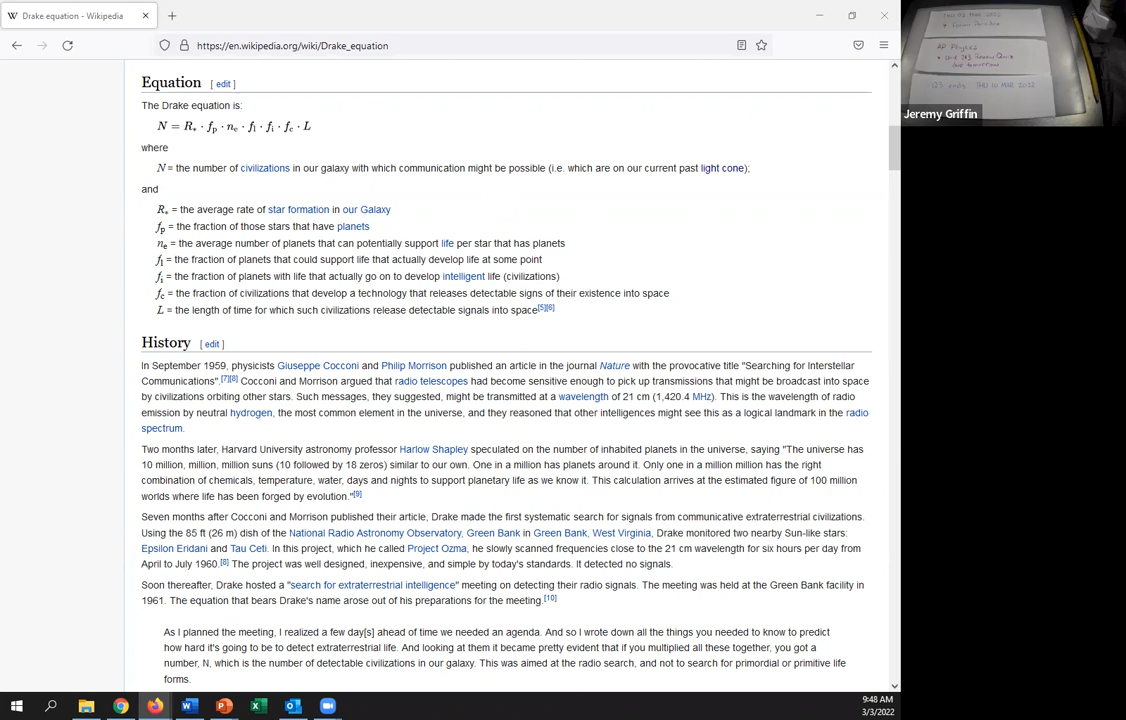 Drake equation - Wikipedia
https://en.wikipedia.org/wiki/Drake_equation
THU 03 MAR 2022
AP Physics
due tomorrow
THU 10 MAR 2022
Jeremy Griffin
Equation [ edit ]
The Drake equation is:
N = R* · fp · ne · fl · fi · fc · L
where
N = the number of civilizations in our galaxy with which communication might be possible (i.e. which are on our current past light cone);
and
R* = the average rate of star formation in our Galaxy
fp = the fraction of those stars that have planets
ne = the average number of planets that can potentially support life per star that has planets
fl = the fraction of planets that could support life that actually develop life at some point
fi = the fraction of planets with life that actually go on to develop intelligent life (civilizations)
fc = the fraction of civilizations that develop a technology that releases detectable signs of their existence into space
L = the length of time for which such civilizations release detectable signals into space[5][6]
History [ edit ]
In September 1959, physicists Giuseppe Cocconi and Philip Morrison published an article in the journal Nature with the provocative title "Searching for Interstellar
Communications".[7][8] Cocconi and Morrison argued that radio telescopes had become sensitive enough to pick up transmissions that might be broadcast into space
by civilizations orbiting other stars. Such messages, they suggested, might be transmitted at a wavelength of 21 cm (1,420.4 MHz). This is the wavelength of radio
emission by neutral hydrogen, the most common element in the universe, and they reasoned that other intelligences might see this as a logical landmark in the radio
spectrum.
Two months later, Harvard University astronomy professor Harlow Shapley speculated on the number of inhabited planets in the universe, saying "The universe has
10 million, million, million suns (10 followed by 18 zeros) similar to our own. One in a million has planets around it. Only one in a million million has the right
combination of chemicals, temperature, water, days and nights to support planetary life as we know it. This calculation arrives at the estimated figure of 100 million
worlds where life has been forged by evolution."[9]
Seven months after Cocconi and Morrison published their article, Drake made the first systematic search for signals from communicative extraterrestrial civilizations.
Using the 85 ft (26 m) dish of the National Radio Astronomy Observatory, Green Bank in Green Bank, West Virginia, Drake monitored two nearby Sun-like stars:
Epsilon Eridani and Tau Ceti. In this project, which he called Project Ozma, he slowly scanned frequencies close to the 21 cm wavelength for six hours per day from
April to July 1960.[8] The project was well designed, inexpensive, and simple by today's standards. It detected no signals.
Soon thereafter, Drake hosted a "search for extraterrestrial intelligence" meeting on detecting their radio signals. The meeting was held at the Green Bank facility in
1961. The equation that bears Drake's name arose out of his preparations for the meeting.[10]
As I planned the meeting, I realized a few day[s] ahead of time we needed an agenda. And so I wrote down all the things you needed to know to predict
how hard it's going to be to detect extraterrestrial life. And looking at them it became pretty evident that if you multiplied all these together, you got a
number, N, which is the number of detectable civilizations in our galaxy. This was aimed at the radio search, and not to search for primordial or primitive life
forms.
9:48 AM
3/3/2022